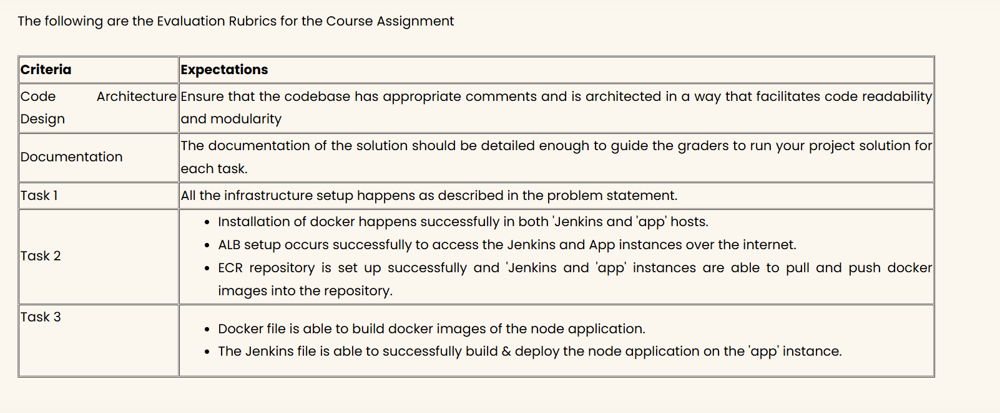 The following are the Evaluation Rubrics for the Course Assignment
Criteria
Expectations
Code Architecture
Design
Ensure that the codebase has appropriate comments and is architected in a way that facilitates code readability
and modularity
Documentation
The documentation of the solution should be detailed enough to guide the graders to run your project solution for
each task.
Task 1
All the infrastructure setup happens as described in the problem statement.
Task 2
• Installation of docker happens successfully in both 'Jenkins and 'app' hosts.
• ALB setup occurs successfully to access the Jenkins and App instances over the internet.
• ECR repository is set up successfully and 'Jenkins and 'app' instances are able to pull and push docker
images into the repository.
Task 3
• Docker file is able to build docker images of the node application.
• The Jenkins file is able to successfully build & deploy the node application on the 'app' instance.